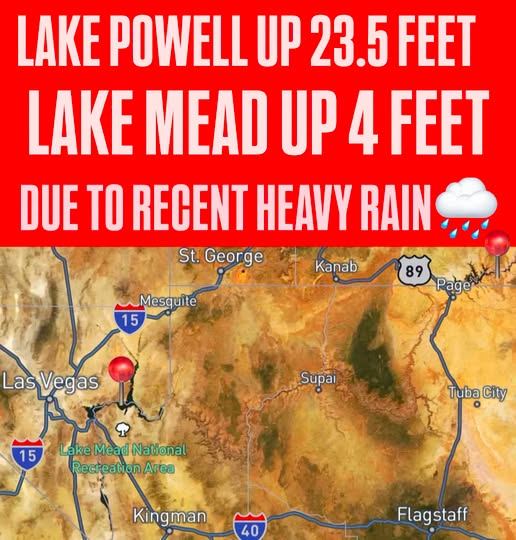 LAKE POWELL UP 23.5 FEET
LAKE MEAD UP 4 FEET
DUE TO RECENT HEAVY RAIN
St. George
Kanab
89
Page
Mesquite
15
Las Vegas
Supai
Tuba City
Lake Mead National
Recreation Area
15
Kingman
40
Flagstaff